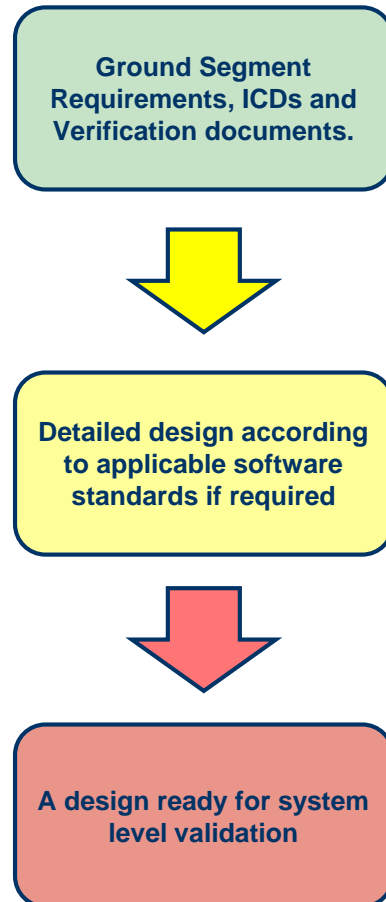 Ground Segment
Requirements, ICDs and
Verification documents.
Detailed design according
to applicable software
standards if required
A design ready for system
level validation